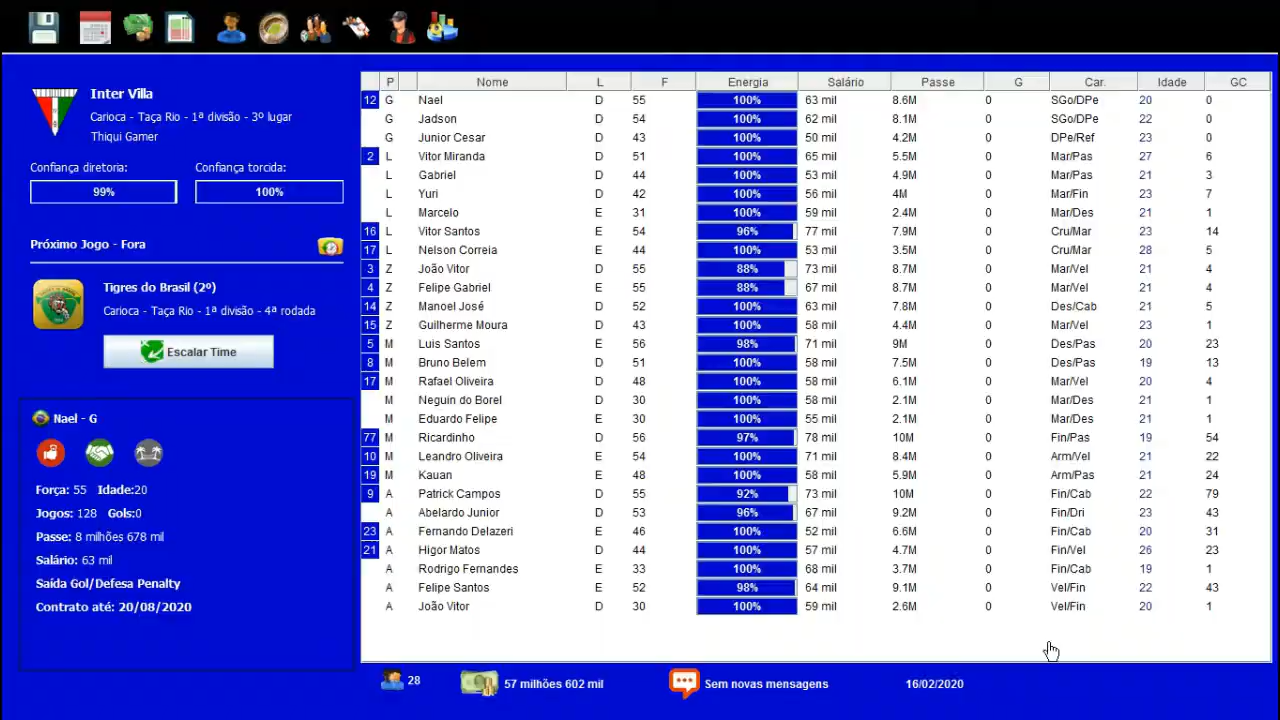 Inter Villa
Carioca - Taça Rio - 1ª divisão - 3º lugar
Thiqui Gamer
Confiança diretoria: Confiança torcida:
99% 100%
Próximo Jogo - Fora
Tigres do Brasil (2º)
Carioca - Taça Rio - 1ª divisão - 4ª rodada
Escalar Time
Nael - G
Força: 55 Idade:20
Jogos: 128 Gols:0
Passe: 8 milhões 678 mil
Salário: 63 mil
Saída Gol/Defesa Penalty
Contrato até: 20/08/2020
P Nome L F Energia Salário Passe G Car. Idade GC
12 G Nael D 55 100% 63 mil 8.6M 0 SGo/DPe 20 0
G Jadson D 54 100% 62 mil 8.1M 0 SGo/DPe 22 0
G Junior Cesar D 43 100% 50 mil 4.2M 0 DPe/Ref 23 0
2 L Vitor Miranda D 51 100% 65 mil 5.5M 0 Mar/Pas 27 6
L Gabriel D 44 100% 53 mil 4.9M 0 Mar/Pas 21 3
L Yuri D 42 100% 56 mil 4M 0 Mar/Fin 23 7
L Marcelo E 31 100% 59 mil 2.4M 0 Mar/Des 21 1
16 L Vitor Santos E 54 96% 77 mil 7.9M 0 Cru/Mar 23 14
17 L Nelson Correia E 44 100% 53 mil 3.5M 0 Cru/Mar 28 5
3 Z João Vitor D 55 88% 73 mil 8.7M 0 Mar/Vel 21 4
4 Z Felipe Gabriel E 55 88% 67 mil 8.7M 0 Mar/Vel 21 4
14 Z Manoel José D 52 100% 63 mil 7.8M 0 Des/Cab 21 5
15 Z Guilherme Moura D 43 100% 58 mil 4.4M 0 Mar/Vel 23 1
5 M Luis Santos E 56 98% 71 mil 9M 0 Des/Pas 20 23
8 M Bruno Belem D 51 100% 58 mil 7.5M 0 Des/Pas 19 13
17 M Rafael Oliveira D 48 100% 58 mil 6.1M 0 Mar/Vel 20 4
M Neguin do Borel D 30 100% 58 mil 2.1M 0 Mar/Des 21 1
M Eduardo Felipe E 30 100% 55 mil 2.1M 0 Mar/Des 21 1
77 M Ricardinho D 56 97% 78 mil 10M 0 Fin/Pas 19 54
10 M Leandro Oliveira E 54 100% 71 mil 8.4M 0 Arm/Vel 21 22
19 M Kauan E 48 100% 58 mil 5.9M 0 Arm/Pas 21 24
9 A Patrick Campos D 55 92% 73 mil 10M 0 Fin/Cab 22 79
A Abelardo Junior D 53 96% 67 mil 9.2M 0 Fin/Dri 23 43
23 A Fernando Delazeri E 46 100% 52 mil 6.6M 0 Fin/Cab 20 31
21 A Higor Matos D 44 100% 57 mil 4.7M 0 Fin/Vel 26 23
A Rodrigo Fernandes E 33 100% 68 mil 3.7M 0 Fin/Cab 19 1
A Felipe Santos E 52 98% 64 mil 9.1M 0 Vel/Fin 22 43
A João Vitor D 30 100% 59 mil 2.6M 0 Vel/Fin 20 1
28 57 milhões 602 mil Sem novas mensagens 16/02/2020